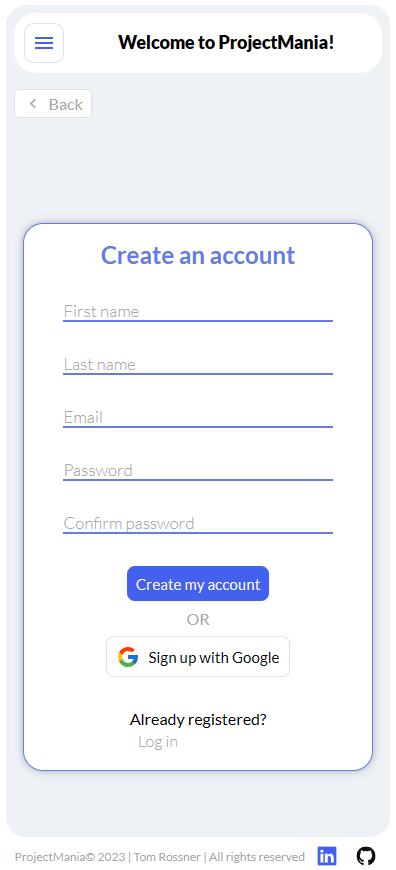 Welcome to ProjectMania!
Back
Create an account
First name
Last name
Email
Password
Confirm password
Create my account
OR
Sign up with Google
Already registered?
Log in
ProjectMania© 2023 | Tom Rossner | All rights reserved